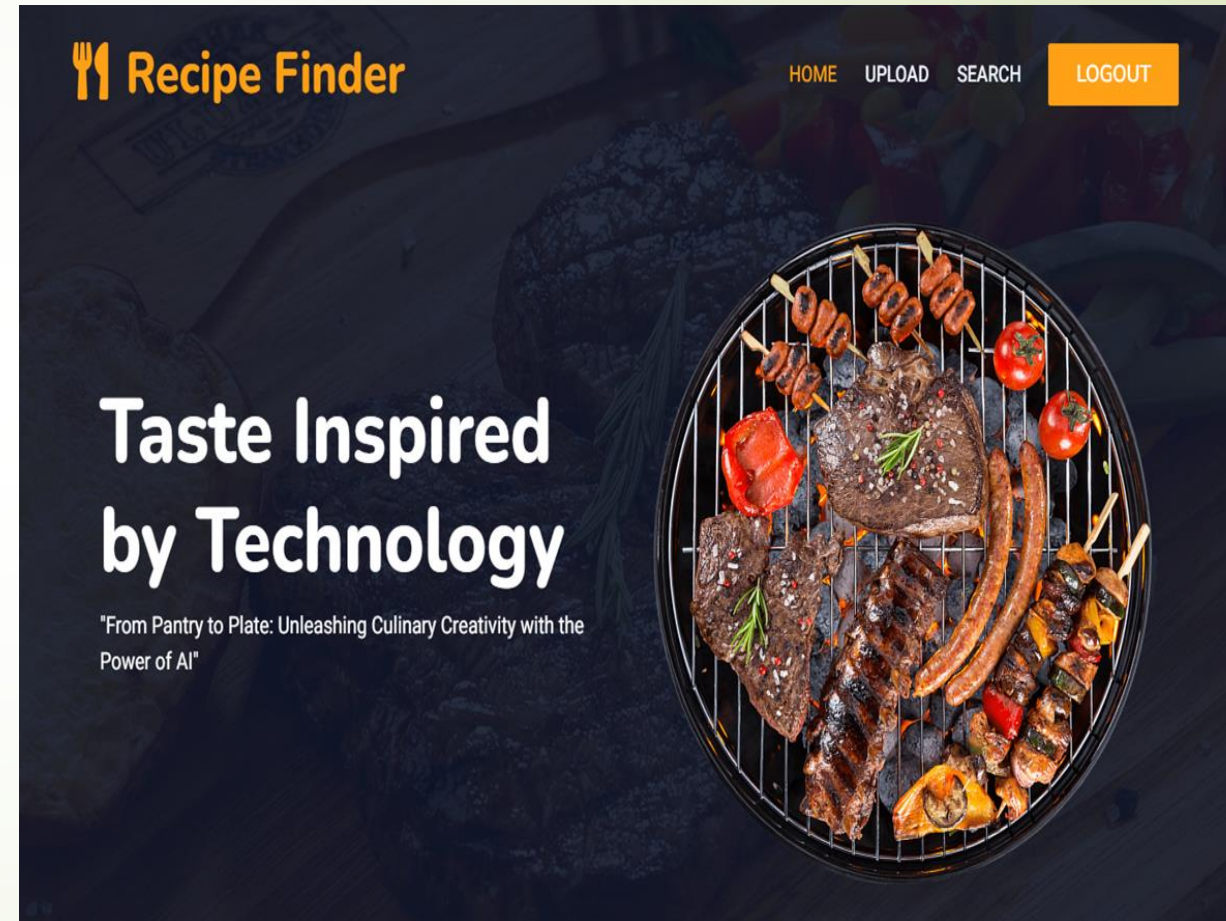 Recipe Finder
HOME UPLOAD SEARCH LOGOUT
Taste Inspired
by Technology
"From Pantry to Plate: Unleashing Culinary Creativity with the
Power of AI"